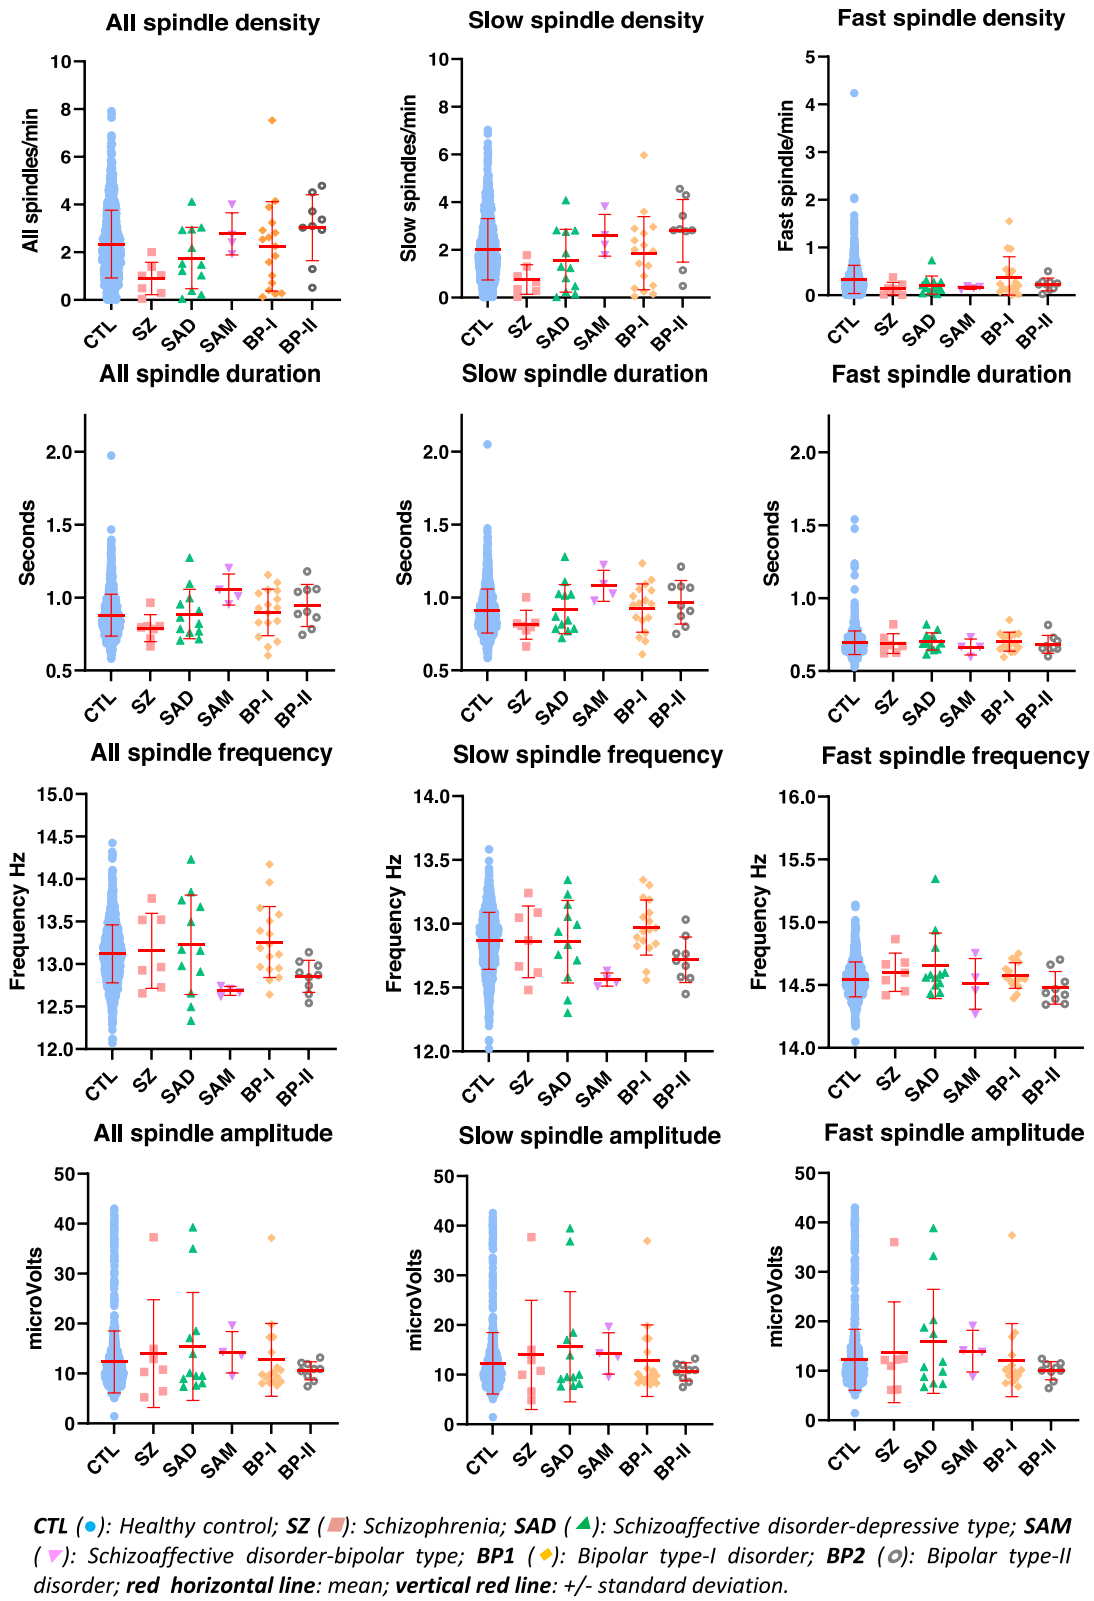 All spindle density
Slow spindle density
Fast spindle density
All spindles/min
10
8
6
4
2
0
CTL
SZ
SAD
SAM
BP-I
BP-II
Slow spindles/min
10
8
6
4
2
0
CTL
SZ
SAD
SAM
BP-I
BP-II
Fast spindle/min
5
4
3
2
1
0
CTL
SZ
SAD
SAM
BP-I
BP-II
All spindle duration
Slow spindle duration
Fast spindle duration
Seconds
2.0
1.5
1.0
0.5
CTL
SZ
SAD
SAM
BP-I
BP-II
Seconds
2.0
1.5
1.0
0.5
CTL
SZ
SAD
SAM
BP-I
BP-II
Seconds
2.0
1.5
1.0
0.5
CTL
SZ
SAD
SAM
BP-I
BP-II
All spindle frequency
Slow spindle frequency
Fast spindle frequency
Frequency Hz
15.0
14.5
14.0
13.5
13.0
12.5
12.0
CTL
SZ
SAD
SAM
BP-I
BP-II
Frequency Hz
14.0
13.5
13.0
12.5
12.0
CTL
SZ
SAD
SAM
BP-I
BP-II
Frequency Hz
16.0
15.5
15.0
14.5
14.0
CTL
SZ
SAD
SAM
BP-I
BP-II
All spindle amplitude
Slow spindle amplitude
Fast spindle amplitude
microVolts
50
40
30
20
10
0
CTL
SZ
SAD
SAM
BP-I
BP-II
microVolts
50
40
30
20
10
0
CTL
SZ
SAD
SAM
BP-I
BP-II
microVolts
50
40
30
20
10
0
CTL
SZ
SAD
SAM
BP-I
BP-II
CTL (●): Healthy control; SZ (■): Schizophrenia; SAD (▲): Schizoaffective disorder-depressive type; SAM
(▼): Schizoaffective disorder-bipolar type; BP1 (◆): Bipolar type-I disorder; BP2 (○): Bipolar type-II
disorder; red horizontal line: mean; vertical red line: +/- standard deviation.